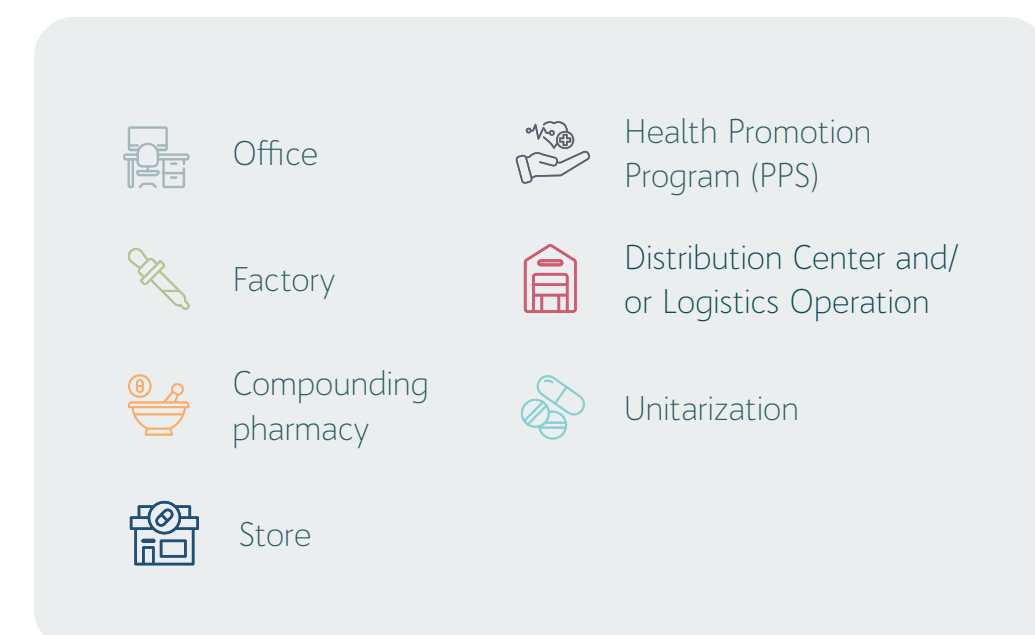 Office
Factory
Compounding
pharmacy
Store
Health Promotion
Program (PPS)
Distribution Center and/
or Logistics Operation
Unitarization